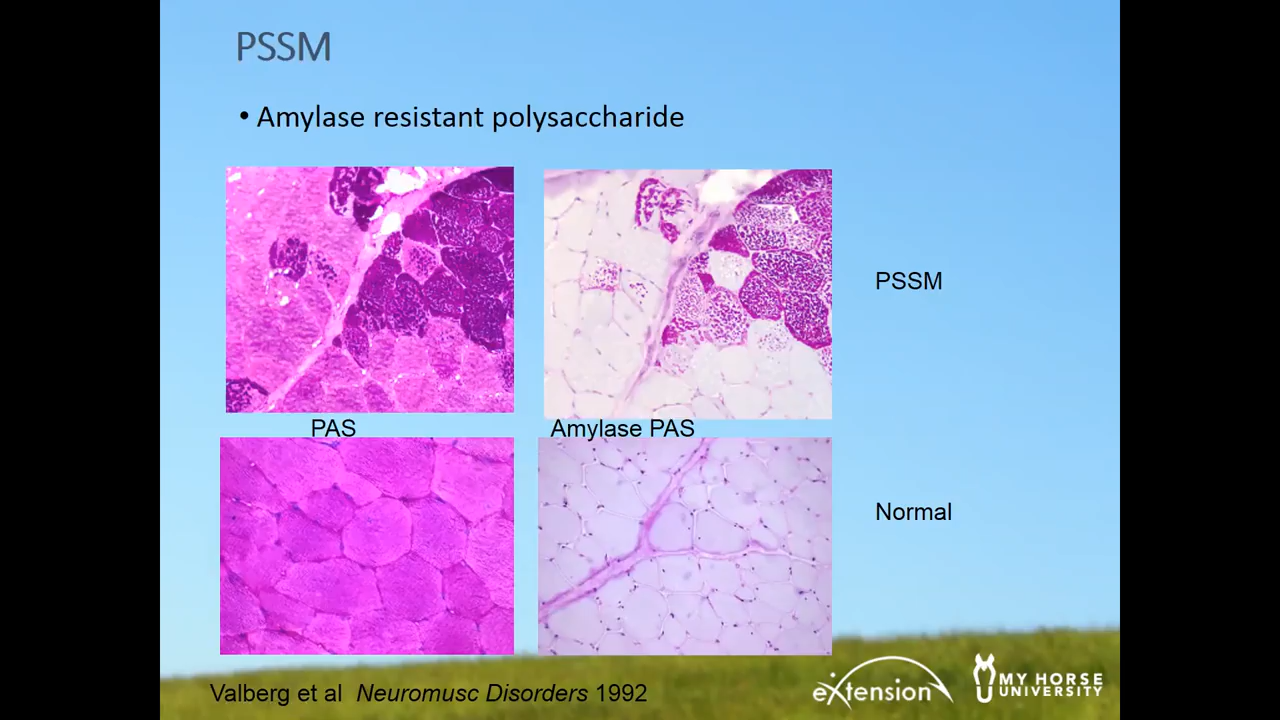 PSSM
• Amylase resistant polysaccharide
PSSM
PAS
Amylase PAS
Normal
Valberg et al Neuromusc Disorders 1992
eXtension
MY HORSE
UNIVERSITY